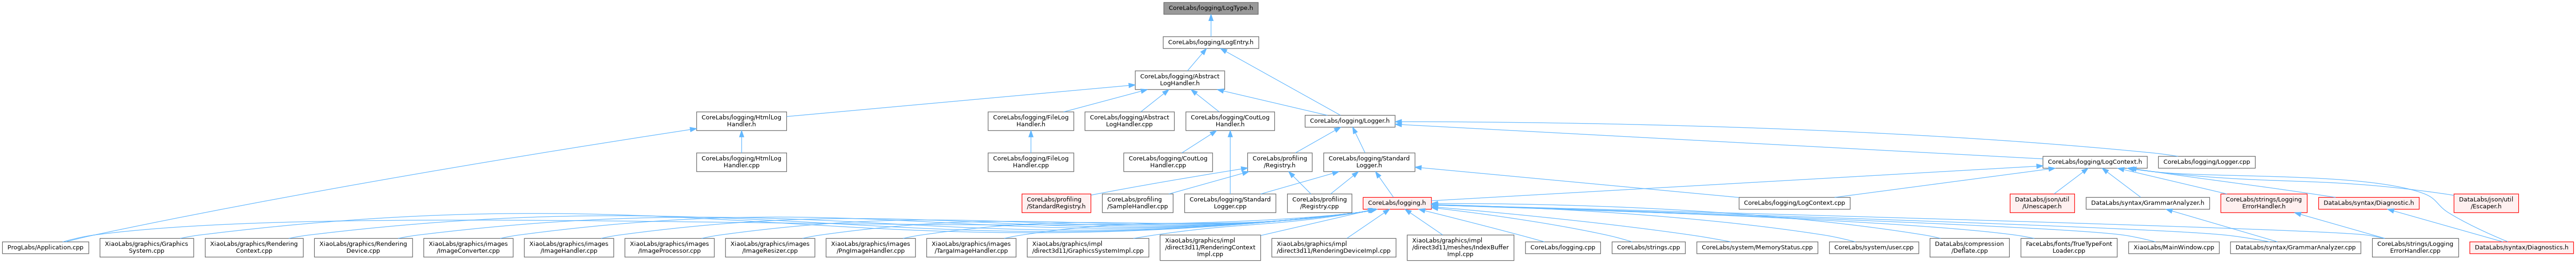 CoreLabs/logging/LogType.h
CoreLabs/logging/LogEntry.h
CoreLabs/logging/Abstract
LogHandler.h
CoreLabs/logging/HtmlLog
Handler.h
CoreLabs/logging/FileLog
Handler.h
CoreLabs/logging/Abstract
LogHandler.cpp
CoreLabs/logging/CoutLog
Handler.h
CoreLabs/logging/Logger.h
CoreLabs/logging/HtmlLog
Handler.cpp
CoreLabs/logging/FileLog
Handler.cpp
CoreLabs/logging/CoutLog
Handler.cpp
CoreLabs/profiling
/Registry.h
CoreLabs/logging/Standard
Logger.h
CoreLabs/logging/LogContext.h
CoreLabs/logging/Logger.cpp
CoreLabs/profiling
/StandardRegistry.h
CoreLabs/profiling
/SampleHandler.cpp
CoreLabs/logging/Standard
Logger.cpp
CoreLabs/profiling
/Registry.cpp
CoreLabs/logging.h
CoreLabs/logging/LogContext.cpp
DataLabs/json/util
/Unescaper.h
DataLabs/syntax/GrammarAnalyzer.h
CoreLabs/strings/Logging
ErrorHandler.h
DataLabs/syntax/Diagnostic.h
DataLabs/json/util
/Escaper.h
ProgLabs/Application.cpp
XiaoLabs/graphics/Graphics
System.cpp
XiaoLabs/graphics/Rendering
Context.cpp
XiaoLabs/graphics/Rendering
Device.cpp
XiaoLabs/graphics/images
/ImageConverter.cpp
XiaoLabs/graphics/images
/ImageHandler.cpp
XiaoLabs/graphics/images
/ImageProcessor.cpp
XiaoLabs/graphics/images
/ImageResizer.cpp
XiaoLabs/graphics/images
/PngImageHandler.cpp
XiaoLabs/graphics/images
/TargaImageHandler.cpp
XiaoLabs/graphics/impl
/direct3d11/GraphicsSystemImpl.cpp
XiaoLabs/graphics/impl
/direct3d11/RenderingContext
Impl.cpp
XiaoLabs/graphics/impl
/direct3d11/RenderingDeviceImpl.cpp
XiaoLabs/graphics/impl
/direct3d11/meshes/IndexBuffer
Impl.cpp
CoreLabs/logging.cpp
CoreLabs/strings.cpp
CoreLabs/system/MemoryStatus.cpp
CoreLabs/system/user.cpp
DataLabs/compression
/Deflate.cpp
FaceLabs/fonts/TrueTypeFont
Loader.cpp
XiaoLabs/MainWindow.cpp
DataLabs/syntax/GrammarAnalyzer.cpp
CoreLabs/strings/Logging
ErrorHandler.cpp
DataLabs/syntax/Diagnostics.h